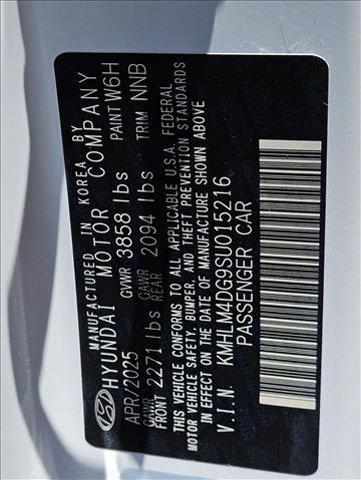 MANUFACTURED IN KOREA BY
HYUNDAI MOTOR COMPANY
APR/2025 GVWR 3858 lbs PAINT W6H
GAWR FRONT 2271 lbs GAWR REAR 2094 lbs TRIM NNB
THIS VEHICLE CONFORMS TO ALL APPLICABLE U.S.A. FEDERAL
MOTOR VEHICLE SAFETY, BUMPER, AND THEFT PREVENTION STANDARDS
IN EFFECT ON THE DATE OF MANUFACTURE SHOWN ABOVE
V.I.N. KMHLM4DG9SU015216
PASSENGER CAR